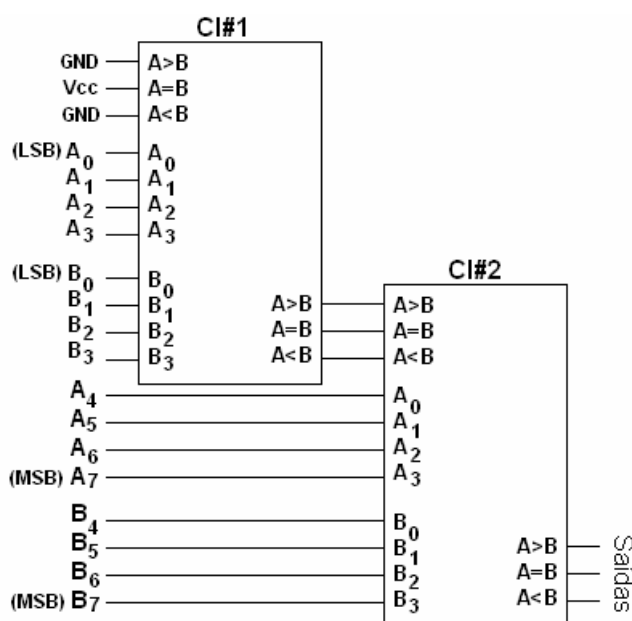 CI#1
GND A>B
Vcc A=B
GND A<B
(LSB) A0 A0
A1 A1
A2 A2
A3 A3
(LSB) B0 B0
B1 B1
B2 B2
B3 B3
A>B
A=B
A<B
CI#2
A>B
A=B
A<B
A4 A0
A5 A1
A6 A2
(MSB) A7 A3
B4 B0
B5 B1
B6 B2
(MSB) B7 B3
A>B
A=B
A<B
Saidas